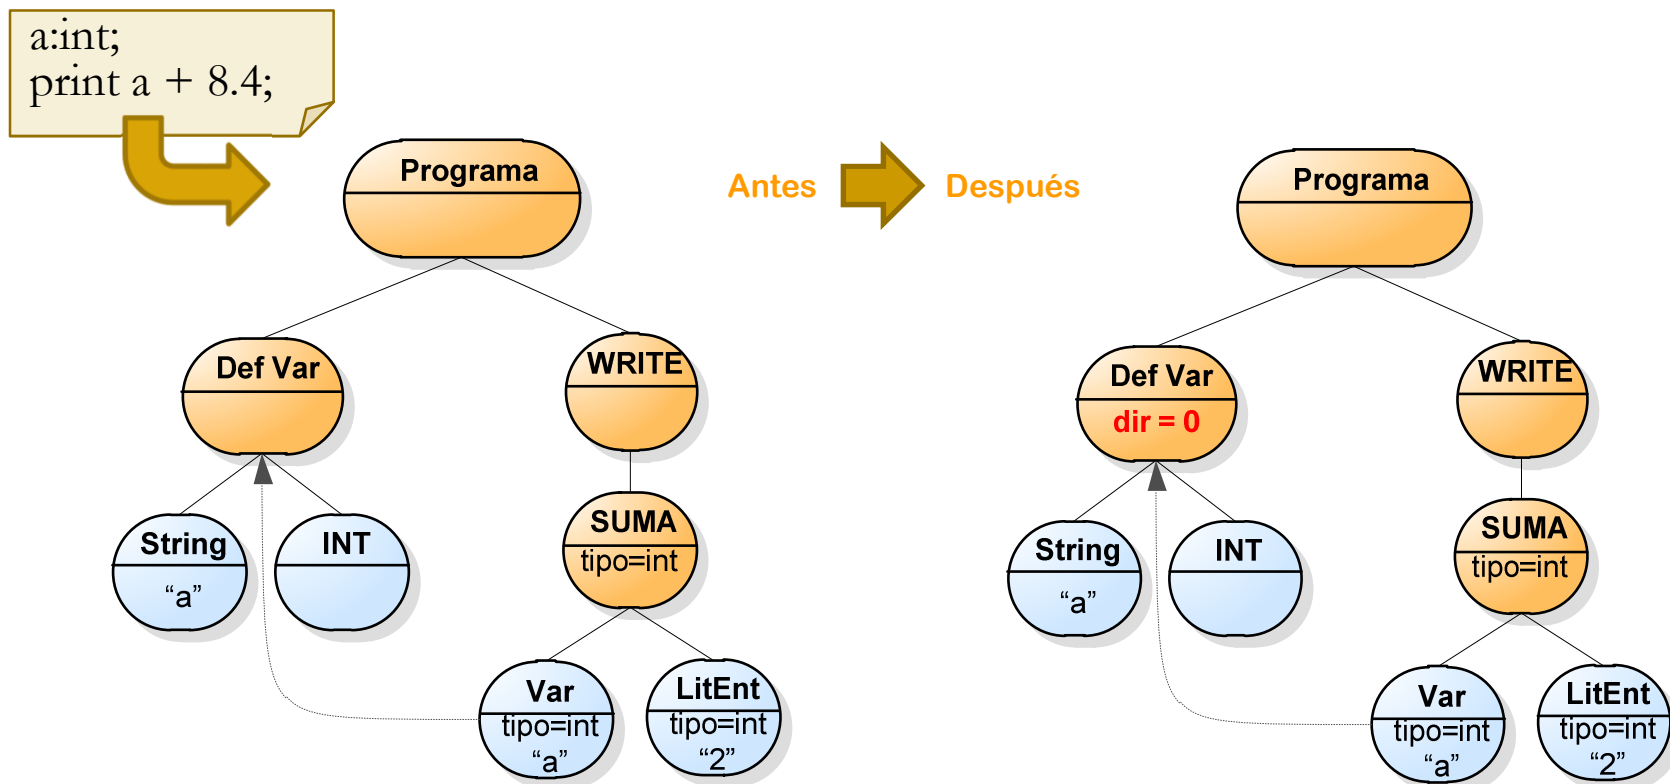 a:int;
print a + 8.4;
Antes
Después
Programa
Def Var
WRITE
String
“a”
INT
SUMA
tipo=int
Var
tipo=int
“a”
LitEnt
tipo=int
“2”
Programa
Def Var
dir = 0
WRITE
String
“a”
INT
SUMA
tipo=int
Var
tipo=int
“a”
LitEnt
tipo=int
“2”